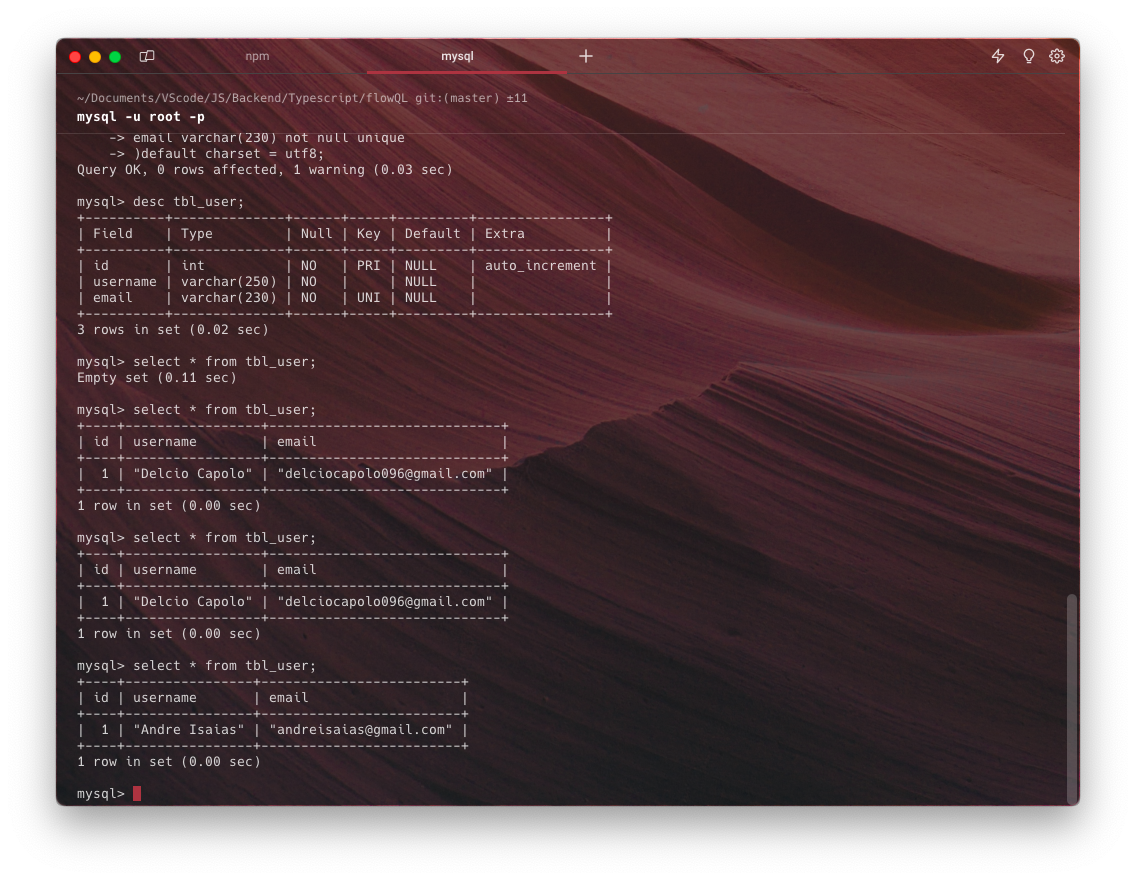 npm mysql +
~/Documents/VScode/JS/Backend/Typescript/flowQL git:(master) ±11
mysql -u root -p
    -> email varchar(230) not null unique
    -> )default charset = utf8;
Query OK, 0 rows affected, 1 warning (0.03 sec)

mysql> desc tbl_user;
+----------+--------------+------+-----+---------+----------------+
| Field    | Type         | Null | Key | Default | Extra          |
+----------+--------------+------+-----+---------+----------------+
| id       | int          | NO   | PRI | NULL    | auto_increment |
| username | varchar(250) | NO   |     | NULL    |                |
| email    | varchar(230) | NO   | UNI | NULL    |                |
+----------+--------------+------+-----+---------+----------------+
3 rows in set (0.02 sec)

mysql> select * from tbl_user;
Empty set (0.11 sec)

mysql> select * from tbl_user;
+----+-----------------+-----------------------------+
| id | username        | email                       |
+----+-----------------+-----------------------------+
|  1 | "Delcio Capolo" | "delciocapolo096@gmail.com" |
+----+-----------------+-----------------------------+
1 row in set (0.00 sec)

mysql> select * from tbl_user;
+----+-----------------+-----------------------------+
| id | username        | email                       |
+----+-----------------+-----------------------------+
|  1 | "Delcio Capolo" | "delciocapolo096@gmail.com" |
+----+-----------------+-----------------------------+
1 row in set (0.00 sec)

mysql> select * from tbl_user;
+----+----------------+-------------------------+
| id | username       | email                   |
+----+----------------+-------------------------+
|  1 | "Andre Isaias" | "andreisaias@gmail.com" |
+----+----------------+-------------------------+
1 row in set (0.00 sec)

mysql>